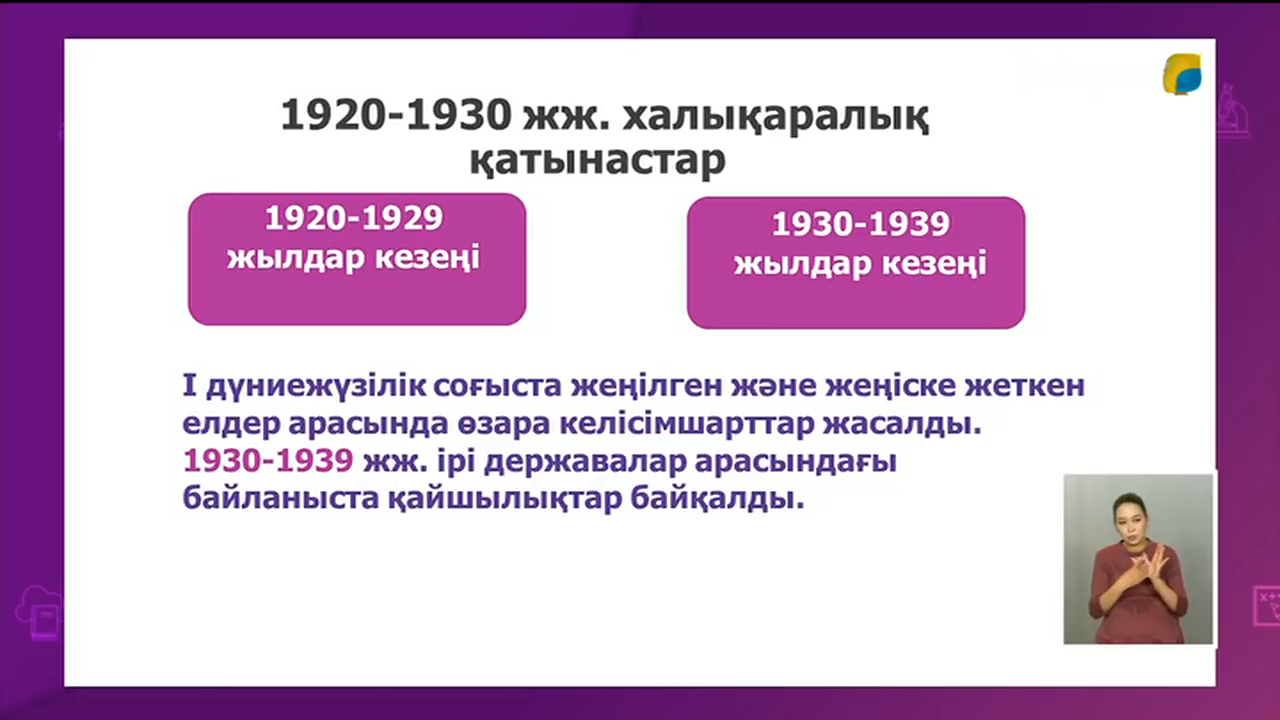 1920-1930 жж. халықаралық
қатынастар
1920-1929
жылдар кезеңі
1930-1939
жылдар кезеңі
I дүниежүзілік соғыста жеңілген және жеңіске жеткен
елдер арасында өзара келісімшарттар жасалды.
1930-1939 жж. ірі державалар арасындағы
байланыста қайшылықтар байқалды.